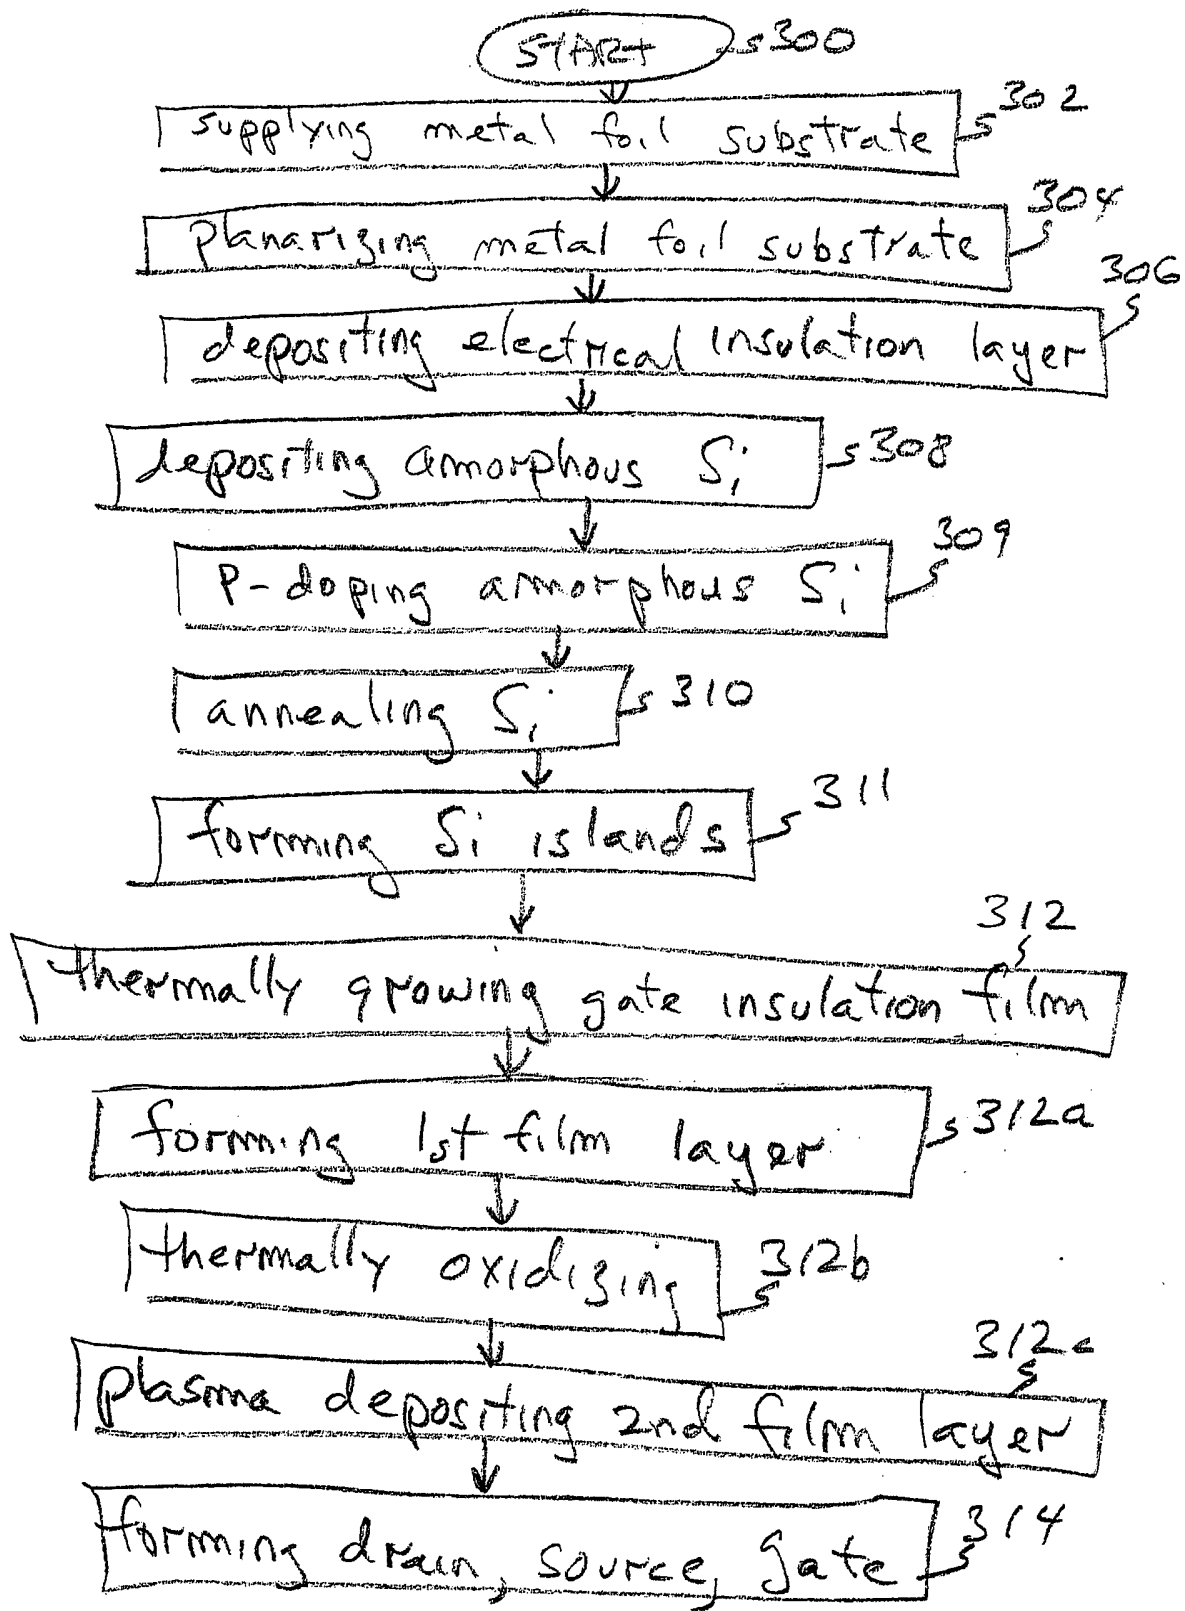 START 300
302
supplying metal foil substrate
304
planarizing metal foil substrate
306
depositing electrical insulation layer
depositing amorphous Si 308
309
P-doping amorphous Si
annealing Si 310
311
forming Si islands
312
thermally growing gate insulation film
forming 1st film layer 312a
thermally oxidizing 312b
312c
plasma depositing 2nd film layer
forming drain, source, gate 314